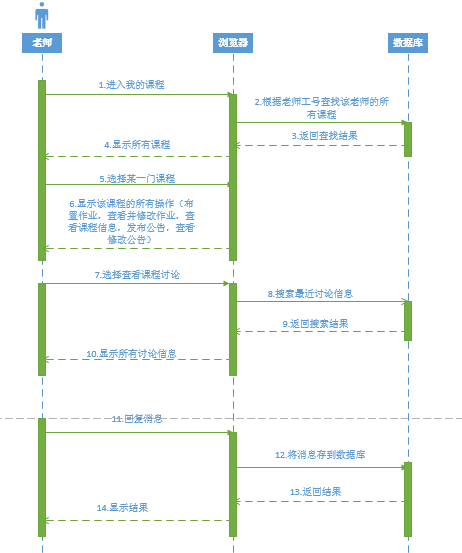 老师
浏览器
数据库
1.进入我的课程
2.根据老师工号查找该老师的所
有课程
3.返回查找结果
4.显示所有课程
5.选择某一门课程
6.显示该课程的所有操作（布
置作业，查看并修改作业，查
看课程信息，发布公告，查看
修改公告）
7.选择查看课程讨论
8.搜索最近讨论信息
9.返回搜索结果
10.显示所有讨论信息
11.回复消息
12.将消息存到数据库
13.返回结果
14.显示结果